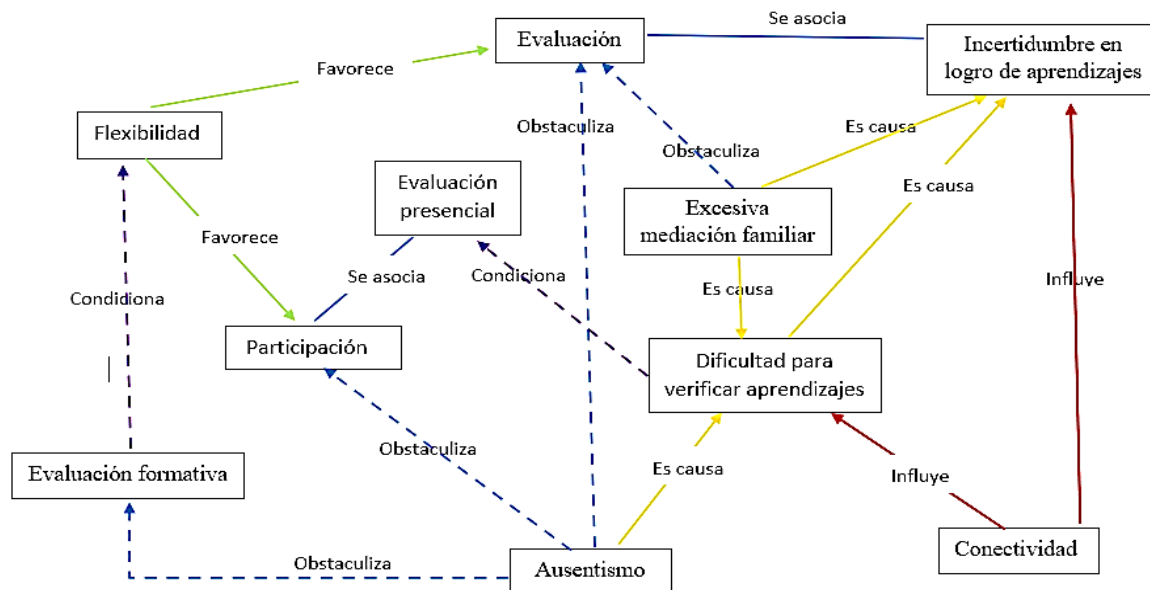 Se asocia
Evaluación
Incertidumbre en
logro de aprendizajes
Favorece
Flexibilidad
Obstaculiza
Es causa
Obstaculiza
Evaluación
presencial
Es causa
Excesiva
mediación familiar
Favorece
Se asocia
Condiciona
Es causa
Influye
Condiciona
Participación
Dificultad para
verificar aprendizajes
Obstaculiza
Evaluación formativa
Es causa
Influye
Conectividad
Obstaculiza
Ausentismo